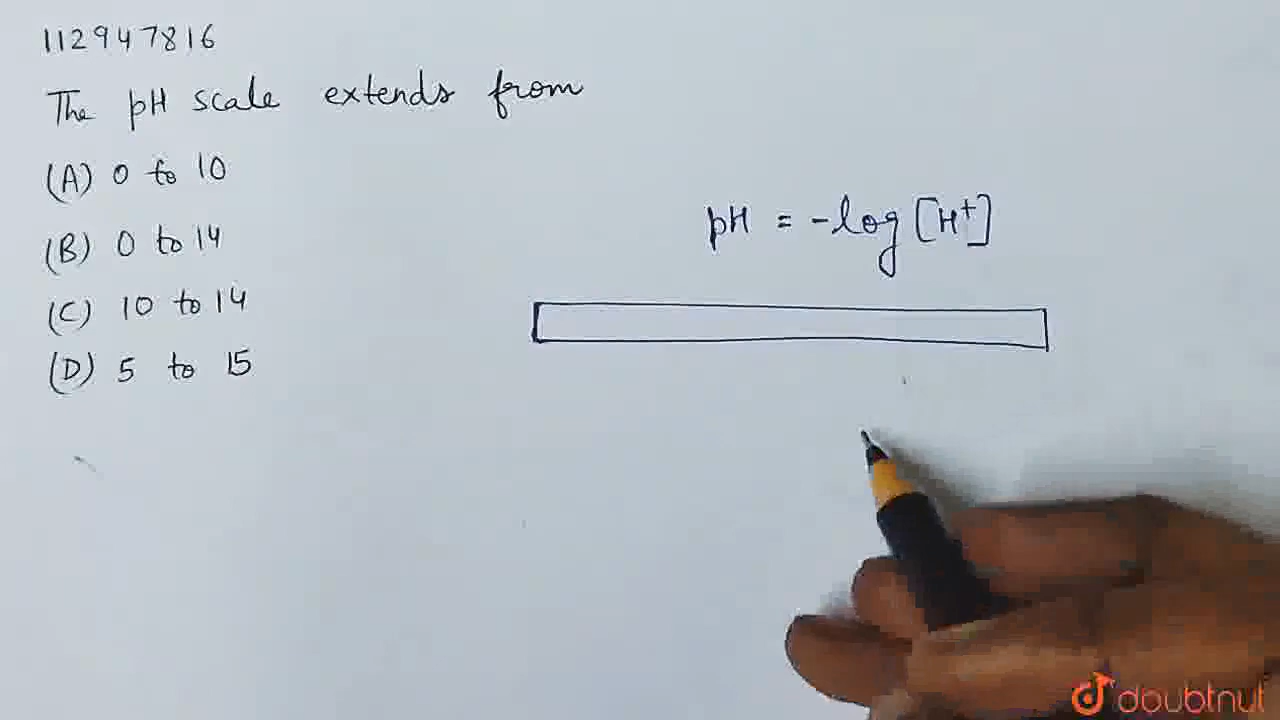 112947816
The pH scale extends from
(A) 0 to 10
(B) 0 to 14
(C) 10 to 14
(D) 5 to 15
pH = -log [H⁺]
doubtnut